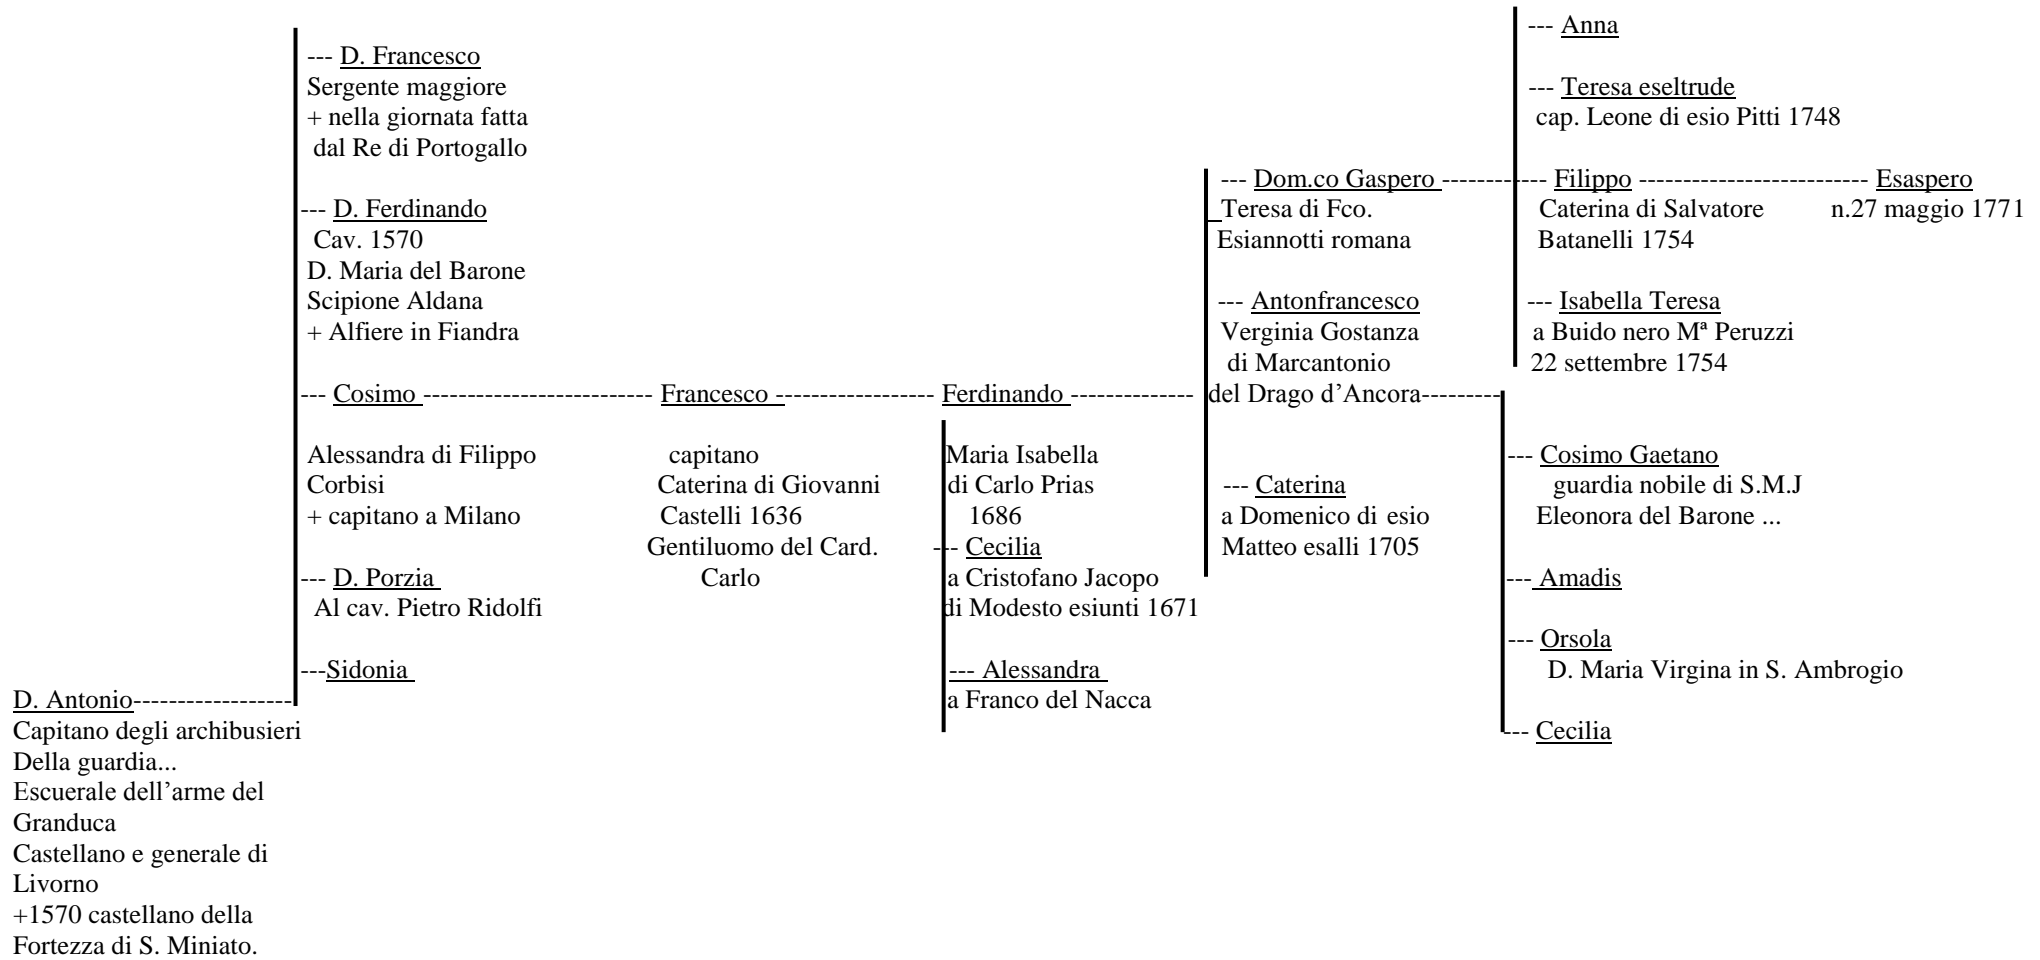 --- D. Francesco
Sergente maggiore
+ nella giornata fatta
dal Re di Portogallo
--- D. Ferdinando
Cav. 1570
D. Maria del Barone
Scipione Aldana
+ Alfiere in Fiandra
--- Cosimo -------------------------- Francesco ------------------ Ferdinando --------------
Alessandra di Filippo
Corbisi
+ capitano a Milano
--- D. Porzia
Al cav. Pietro Ridolfi
---Sidonia
D. Antonio------------------
Capitano degli archibusieri
Della guardia...
Escuerale dell’arme del
Granduca
Castellano e generale di
Livorno
+1570 castellano della
Fortezza di S. Miniato.
capitano
Caterina di Giovanni
Castelli 1636
Gentiluomo del Card.
Carlo
Maria Isabella
di Carlo Prias
1686
--- Cecilia
a Cristofano Jacopo
di Modesto esiunti 1671
--- Alessandra
a Franco del Nacca
--- Dom.co Gaspero ------------ Filippo -------------------------- Esaspero
Teresa di Fco.
Esiannotti romana
--- Antonfrancesco
Verginia Gostanza
di Marcantonio
del Drago d’Ancora---------
--- Caterina
a Domenico di esio
Matteo esalli 1705
--- Anna
--- Teresa eseltrude
cap. Leone di esio Pitti 1748
Caterina di Salvatore
Batanelli 1754
n.27 maggio 1771
--- Isabella Teresa
a Buido nero Mª Peruzzi
22 settembre 1754
--- Cosimo Gaetano
guardia nobile di S.M.J
Eleonora del Barone ...
--- Amadis
--- Orsola
D. Maria Virgina in S. Ambrogio
--- Cecilia